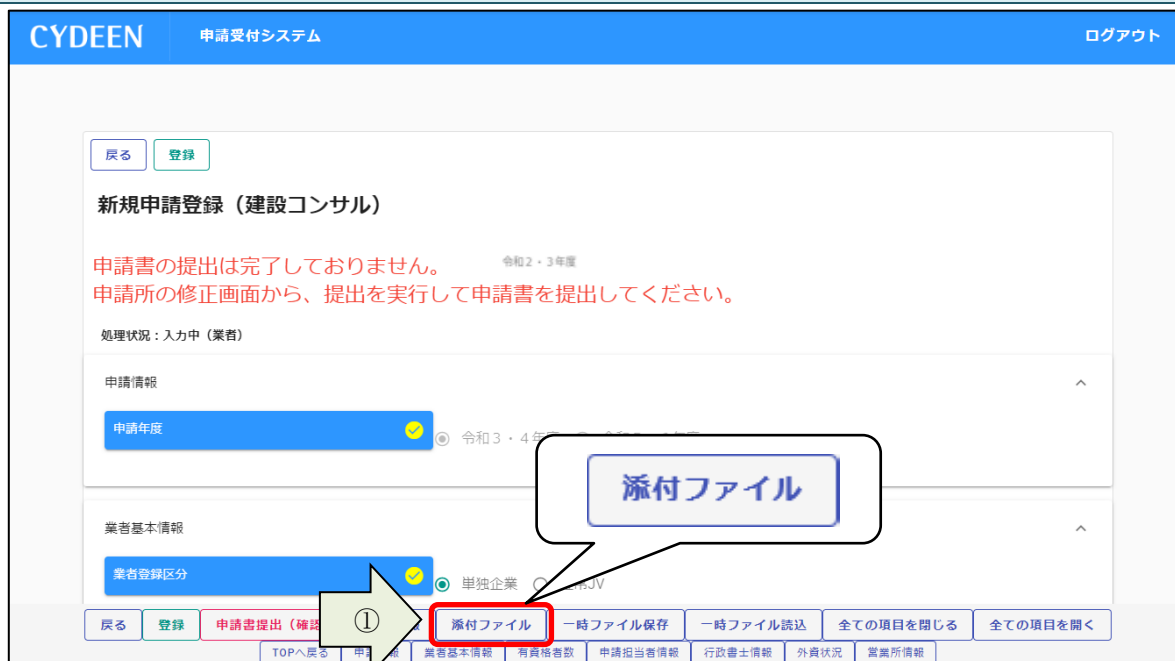 CYDEEN 申請受付システム ログアウト
戻る 登録
新規申請登録（建設コンサル）
令和2・3年度
申請書の提出は完了しておりません。
申請所の修正画面から、提出を実行して申請書を提出してください。
処理状況：入力中（業者）
申請情報
申請年度 令和3・4年度
添付ファイル
業者基本情報
業者登録区分 単独企業 JV
①
戻る 登録 申請書提出（確認 添付ファイル 一時ファイル保存 一時ファイル読込 全ての項目を閉じる 全ての項目を開く
TOPへ戻る 申請 報 業者基本情報 有資格者数 申請担当者情報 行政書士情報 外資状況 営業所情報